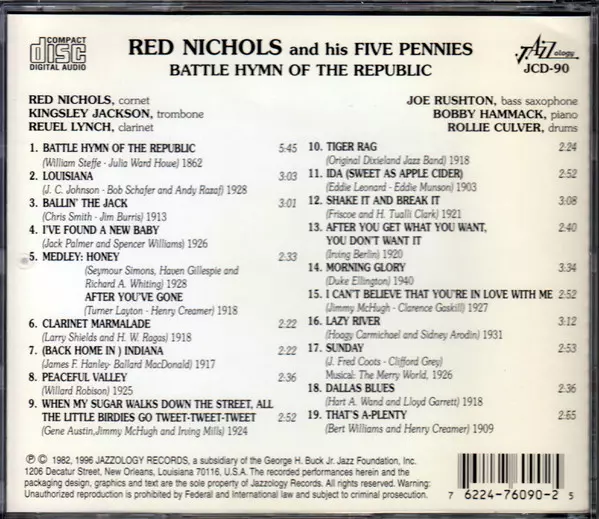 COMPACT
disc
DIGITAL AUDIO
RED NICHOLS and his FIVE PENNIES
BATTLE HYMN OF THE REPUBLIC
JAZZology
JCD-90
RED NICHOLS, cornet
KINGSLEY JACKSON, trombone
REUEL LYNCH, clarinet
JOE RUSHTON, bass saxophone
BOBBY HAMMACK, piano
ROLLIE CULVER, drums
1. BATTLE HYMN OF THE REPUBLIC 5:45
(William Steffe - Julia Ward Howe) 1862
2. LOUISIANA 3:03
(J. C. Johnson - Bob Schafer and Andy Razaf) 1928
3. BALLIN' THE JACK 3:01
(Chris Smith - Jim Burris) 1913
4. I'VE FOUND A NEW BABY
(Jack Palmer and Spencer Williams) 1926
5. MEDLEY: HONEY 2:33
(Seymour Simons, Haven Gillespie and
Richard A. Whiting) 1928
AFTER YOU'VE GONE
(Turner Layton - Henry Creamer) 1918
6. CLARINET MARMALADE 2:22
(Larry Shields and H. W. Ragas) 1918
7. (BACK HOME IN ) INDIANA 2:22
(James F. Hanley- Ballard MacDonald) 1917
8. PEACEFUL VALLEY 2:36
(Willard Robison) 1925
9. WHEN MY SUGAR WALKS DOWN THE STREET, ALL
THE LITTLE BIRDIES GO TWEET-TWEET-TWEET 2:52
(Gene Austin,Jimmy McHugh and Irving Mills) 1924
10. TIGER RAG 2:24
(Original Dixieland Jazz Band) 1918
11. IDA (SWEET AS APPLE CIDER) 2:52
(Eddie Leonard - Eddie Munson) 1903
12. SHAKE IT AND BREAK IT 3:08
(Friscoe and H. Tualli Clark) 1921
13. AFTER YOU GET WHAT YOU WANT, 2:40
YOU DON'T WANT IT
(Irving Berlin) 1920
14. MORNING GLORY 3:34
(Duke Ellington) 1940
15. I CAN'T BELIEVE THAT YOU'RE IN LOVE WITH ME 2:52
(Jimmy McHugh - Clarence Gaskill) 1927
16. LAZY RIVER 3:12
(Hoagy Carmichael and Sidney Arodin) 1931
17. SUNDAY 2:53
(J. Fred Coots - Clifford Grey)
Musical: The Merry World, 1926
18. DALLAS BLUES 2:36
(Hart A. Wand and Lloyd Garrett) 1918
19. THAT'S A-PLENTY 2:55
(Bert Williams and Henry Creamer) 1909
℗ © 1982, 1996 JAZZOLOGY RECORDS, a subsidiary of the George H. Buck Jr. Jazz Foundation, Inc.
1206 Decatur Street, New Orleans, Louisiana 70116, U.S.A. The recorded performances herein and the
packaging design, graphics and text are the sole property of Jazzology Records. All rights reserved. Warning:
Unauthorized reproduction is prohibited by Federal and International law and subject to criminal prosecution.
7 62247-76090-2 5